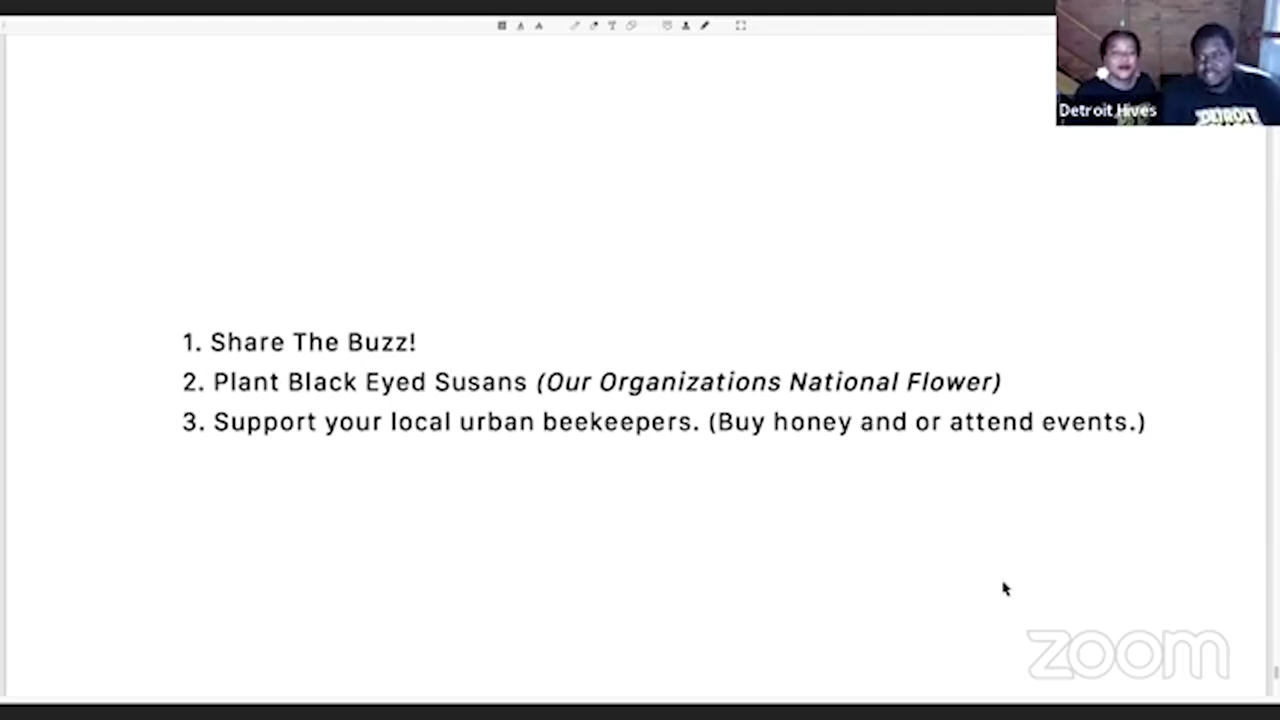 Detroit Hives
DETROIT
1. Share The Buzz!
2. Plant Black Eyed Susans (Our Organizations National Flower)
3. Support your local urban beekeepers. (Buy honey and or attend events.)
zoom